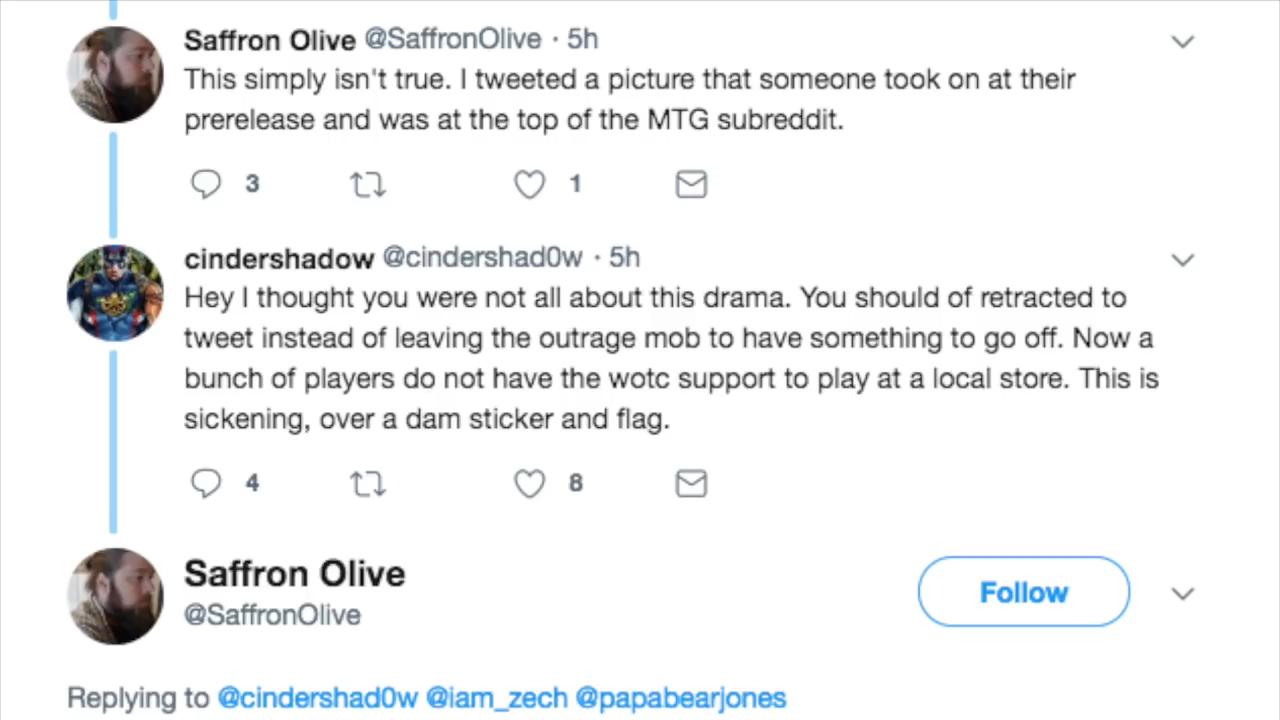 Saffron Olive @SaffronOlive · 5h
This simply isn't true. I tweeted a picture that someone took on at their
prerelease and was at the top of the MTG subreddit.
3 1
cindershadow @cindershad0w · 5h
Hey I thought you were not all about this drama. You should of retracted to
tweet instead of leaving the outrage mob to have something to go off. Now a
bunch of players do not have the wotc support to play at a local store. This is
sickening, over a dam sticker and flag.
4 8
Saffron Olive
@SaffronOlive
Follow
Replying to @cindershad0w @iam_zech @papabearjones